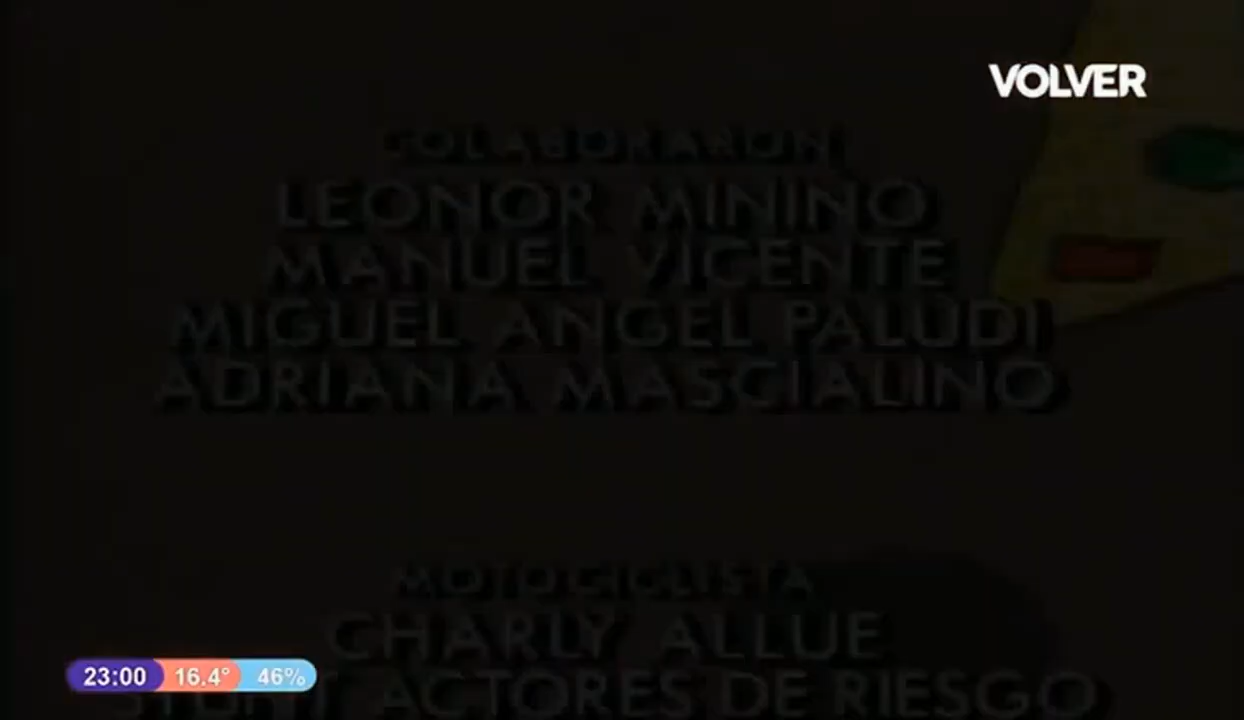 VOLVER
COLABORARON
LEONOR MININO
MANUEL VICENTE
MIGUEL ANGEL PALUDI
ADRIANA MASCIALINO
MOTOCICLISTA
CHARLY ALLUE
STUNT ACTORES DE RIESGO
23:00 16.4° 46%